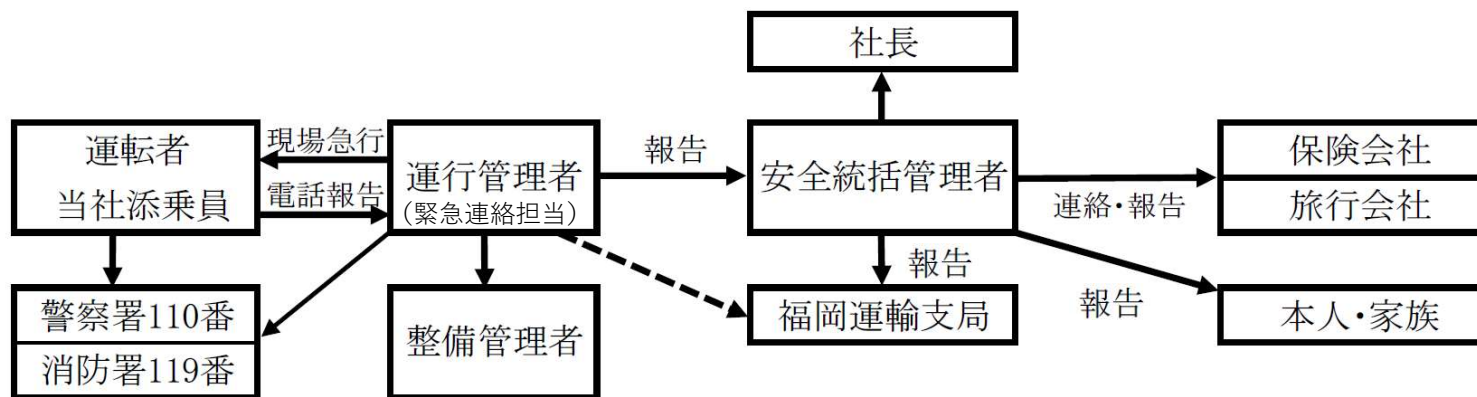 社長
運転者
当社添乗員
現場急行
電話報告
運行管理者
（緊急連絡担当）
報告
安全統括管理者
連絡・報告
保険会社
旅行会社
警察署110番
消防署119番
整備管理者
報告
福岡運輸支局
報告
本人・家族